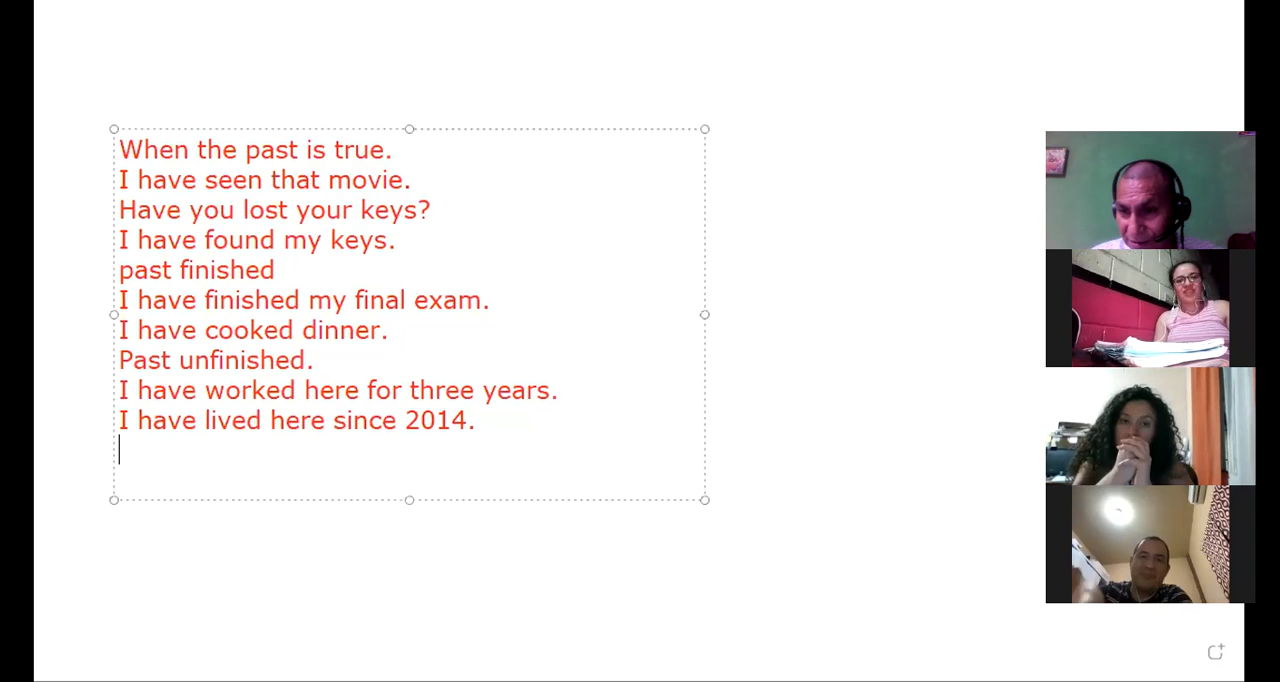 When the past is true.
I have seen that movie.
Have you lost your keys?
I have found my keys.
past finished
I have finished my final exam.
I have cooked dinner.
Past unfinished.
I have worked here for three years.
I have lived here since 2014.